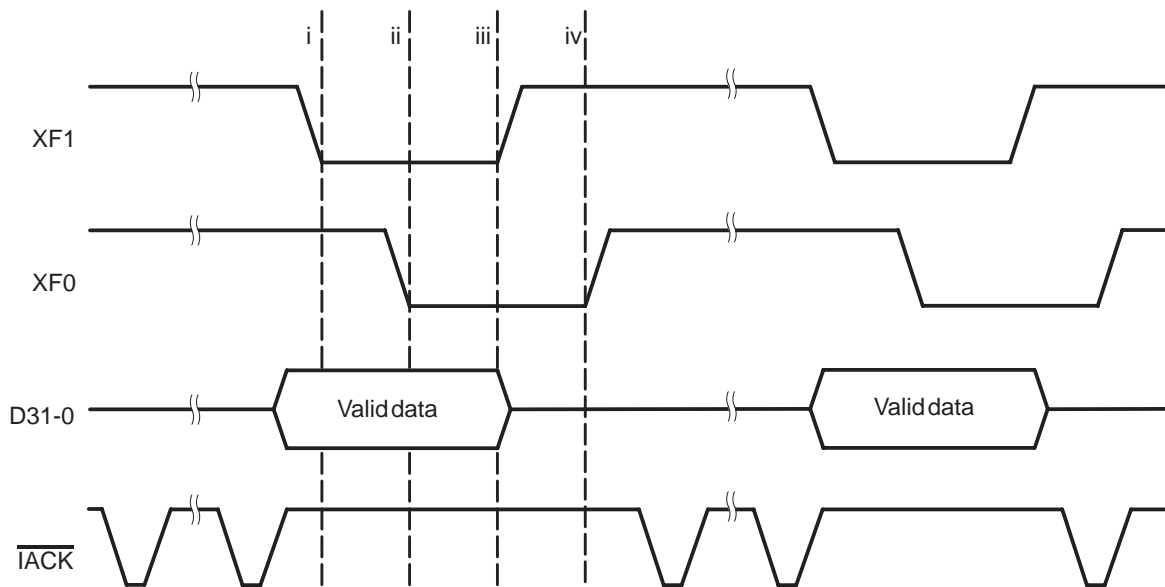 i ii iii iv
XF1
XF0
D31-0 Valid data Valid data
IACK